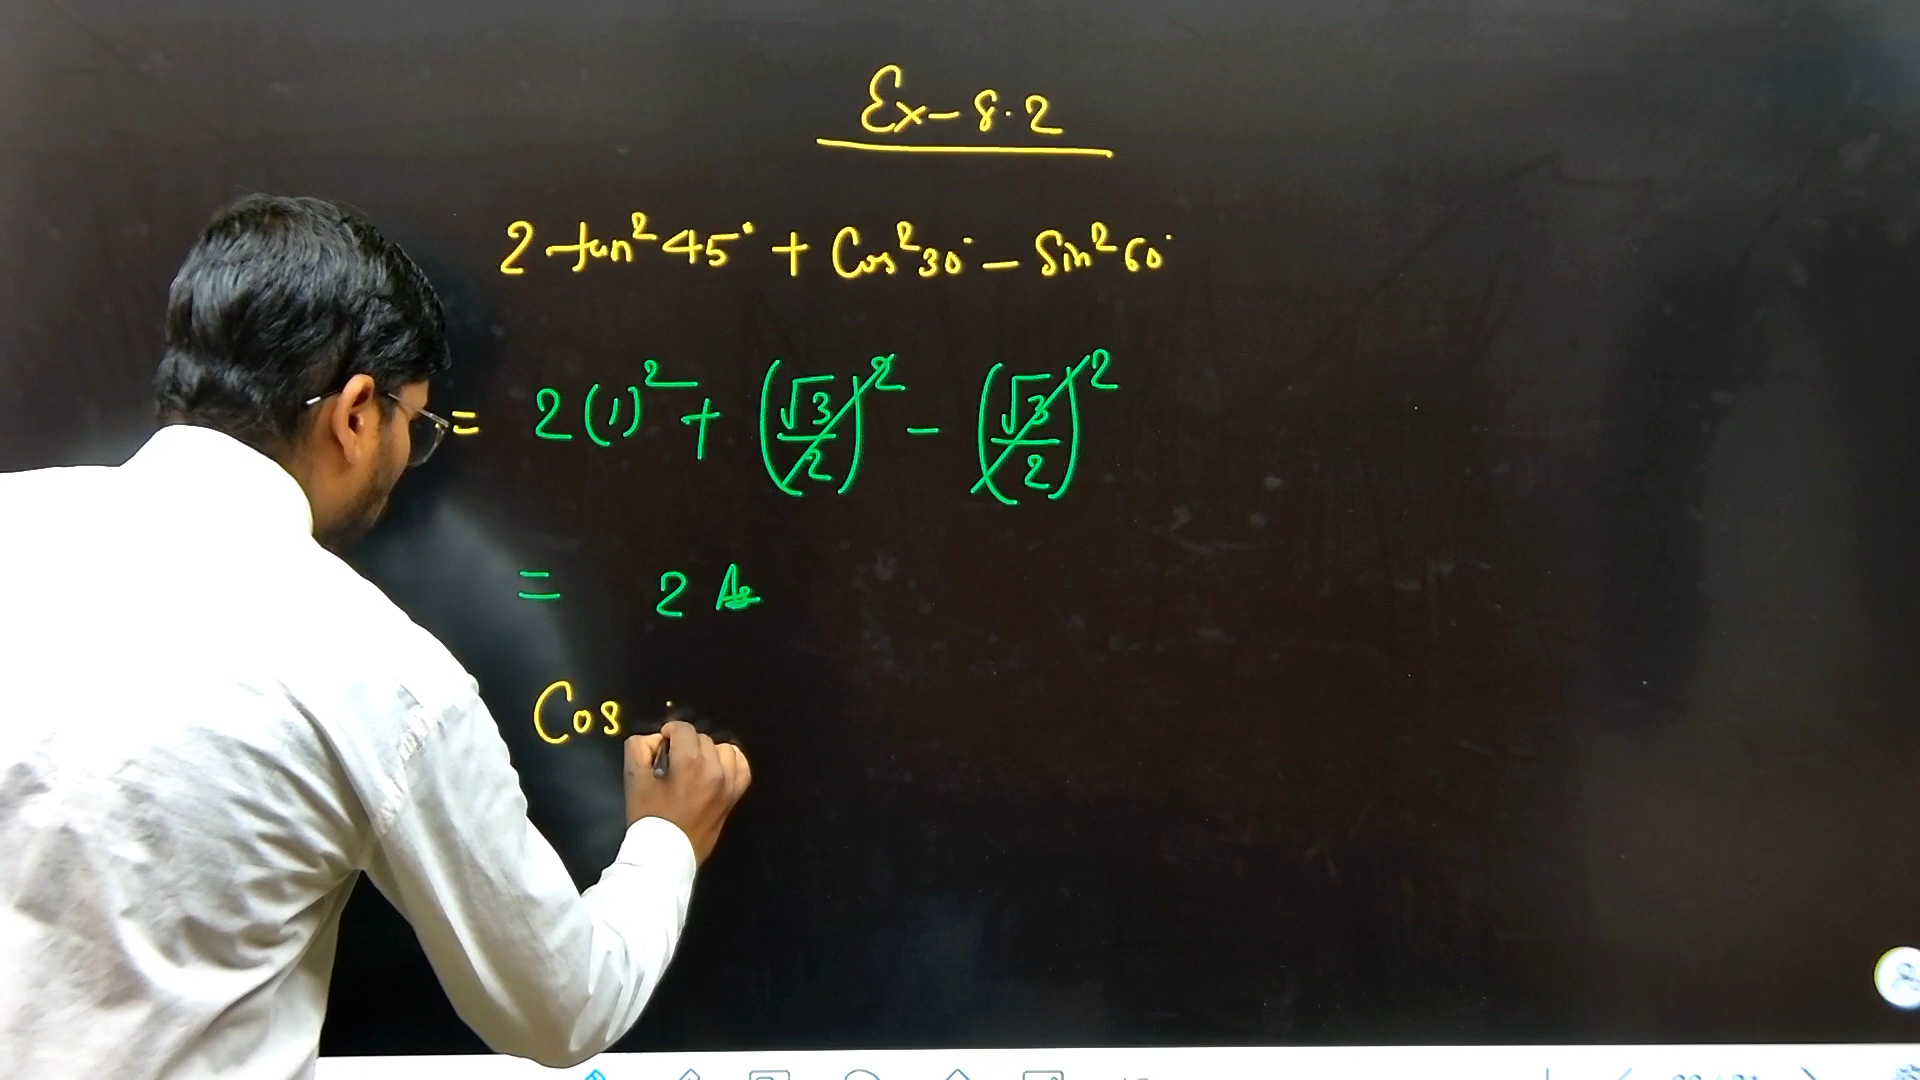 Ex-8.2
2 tan²45° + Cos²30° - Sin²60°
= 2(1)² + (√3/2)² - (√3/2)²
= 2 A
Cos